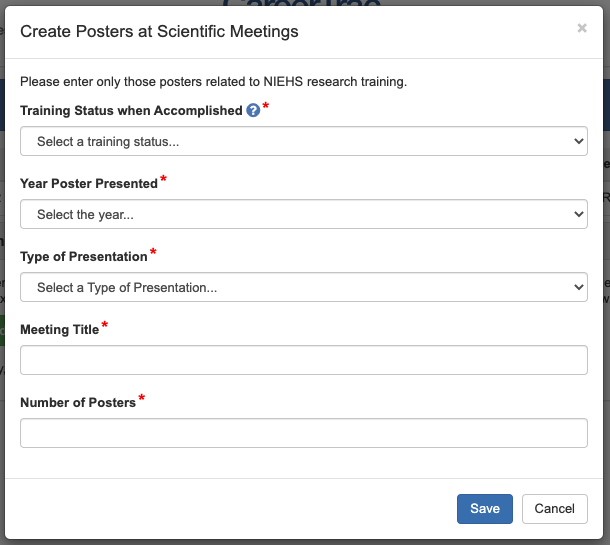 Create Posters at Scientific Meetings ×
Please enter only those posters related to NIEHS research training.
Training Status when Accomplished ? *
Select a training status...
Year Poster Presented *
Select the year...
Type of Presentation *
Select a Type of Presentation...
Meeting Title *
Number of Posters *
Save Cancel